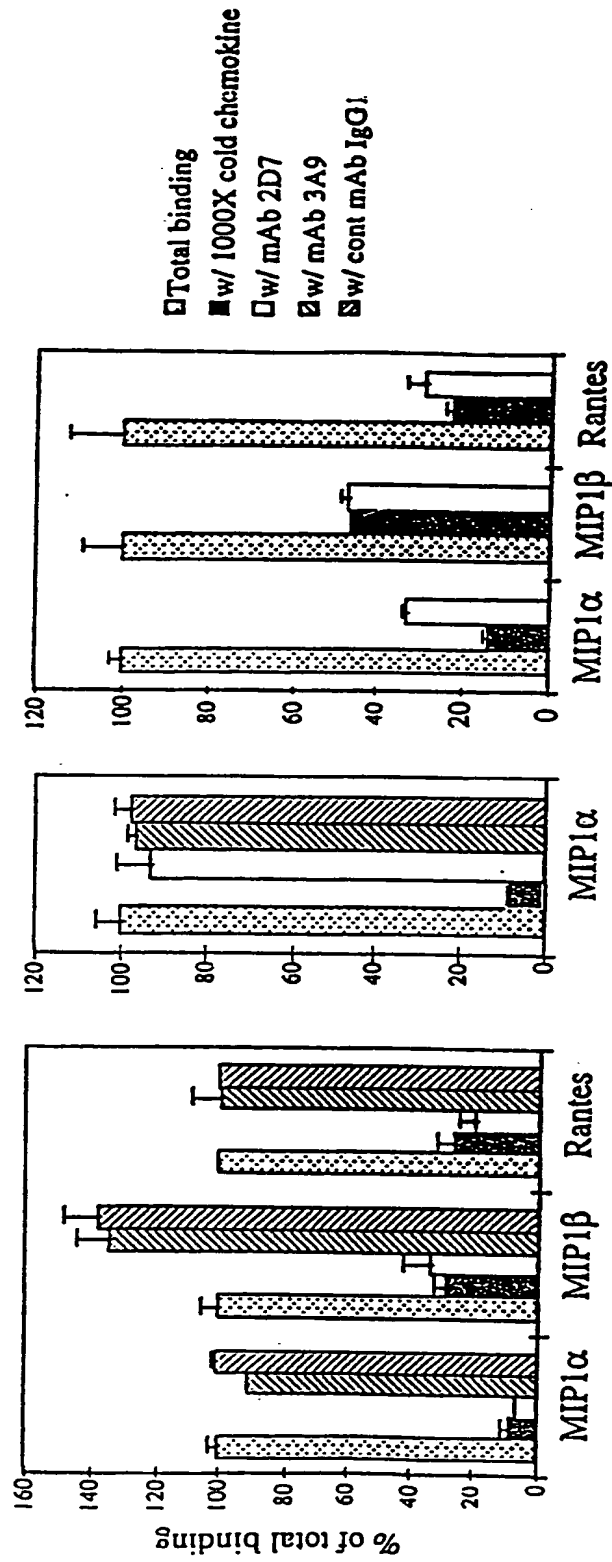 % of total binding
160
140
120
100
80
60
40
20
0
MIP1α MIP1β Rantes
120
100
80
60
40
20
0
MIP1α
120
100
80
60
40
20
0
MIP1α MIP1β Rantes
Total binding
w/ 1000X cold chemokine
w/ mAb 2D7
w/ mAb 3A9
w/ cont mAb IgG1